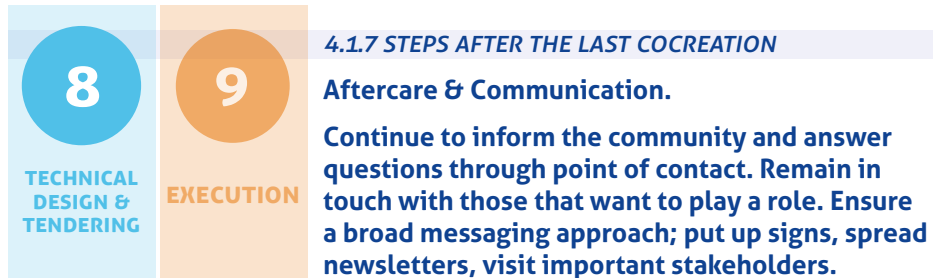 8
TECHNICAL
DESIGN &
TENDERING
9
EXECUTION
4.1.7 STEPS AFTER THE LAST COCREATION
Aftercare & Communication.
Continue to inform the community and answer
questions through point of contact. Remain in
touch with those that want to play a role. Ensure
a broad messaging approach; put up signs, spread
newsletters, visit important stakeholders.